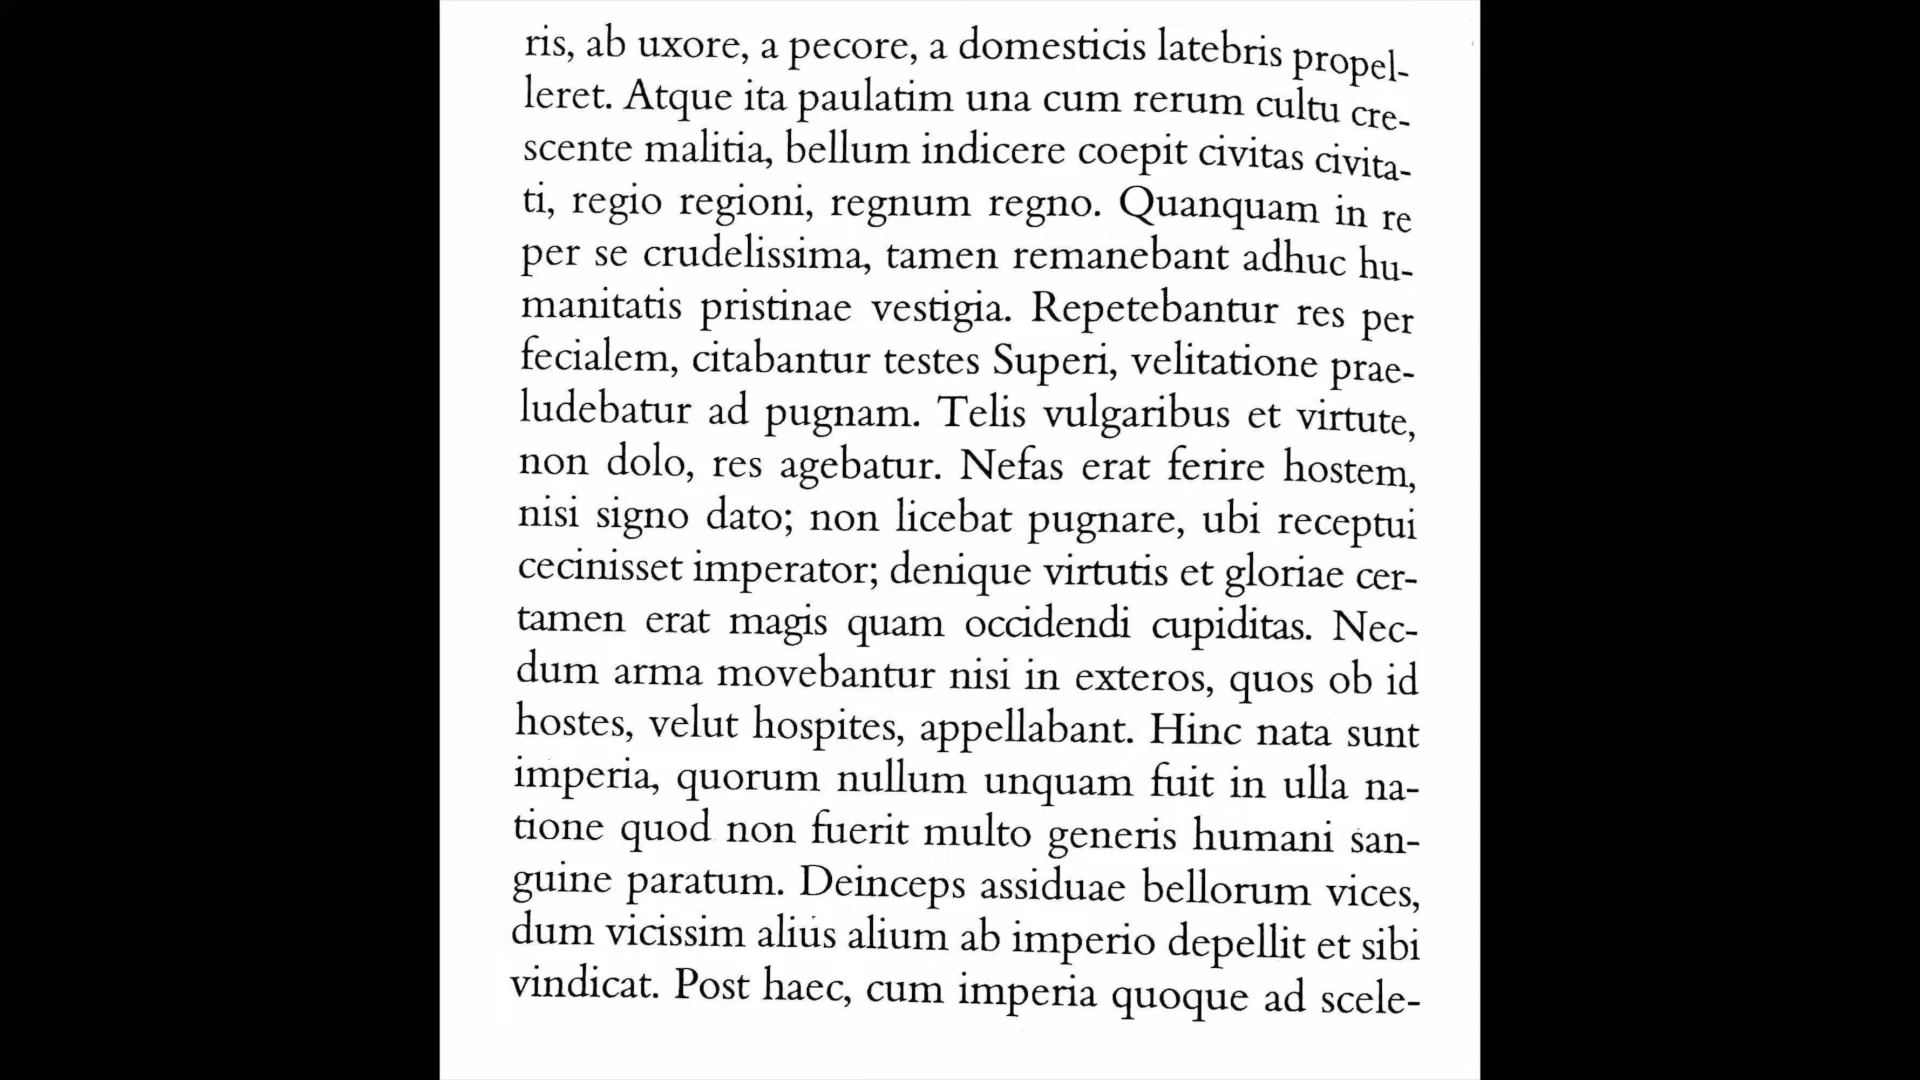 ris, ab uxore, a pecore, a domesticis latebris propel-
leret. Atque ita paulatim una cum rerum cultu cre-
scente malitia, bellum indicere coepit civitas civita-
ti, regio regioni, regnum regno. Quanquam in re
per se crudelissima, tamen remanebant adhuc hu-
manitatis pristinae vestigia. Repetebantur res per
fecialem, citabantur testes Superi, velitatione prae-
ludebatur ad pugnam. Telis vulgaribus et virtute,
non dolo, res agebatur. Nefas erat ferire hostem,
nisi signo dato; non licebat pugnare, ubi receptui
cecinisset imperator; denique virtutis et gloriae cer-
tamen erat magis quam occidendi cupiditas. Nec-
dum arma movebantur nisi in exteros, quos ob id
hostes, velut hospites, appellabant. Hinc nata sunt
imperia, quorum nullum unquam fuit in ulla na-
tione quod non fuerit multo generis humani san-
guine paratum. Deinceps assiduae bellorum vices,
dum vicissim alius alium ab imperio depellit et sibi
vindicat. Post haec, cum imperia quoque ad scele-